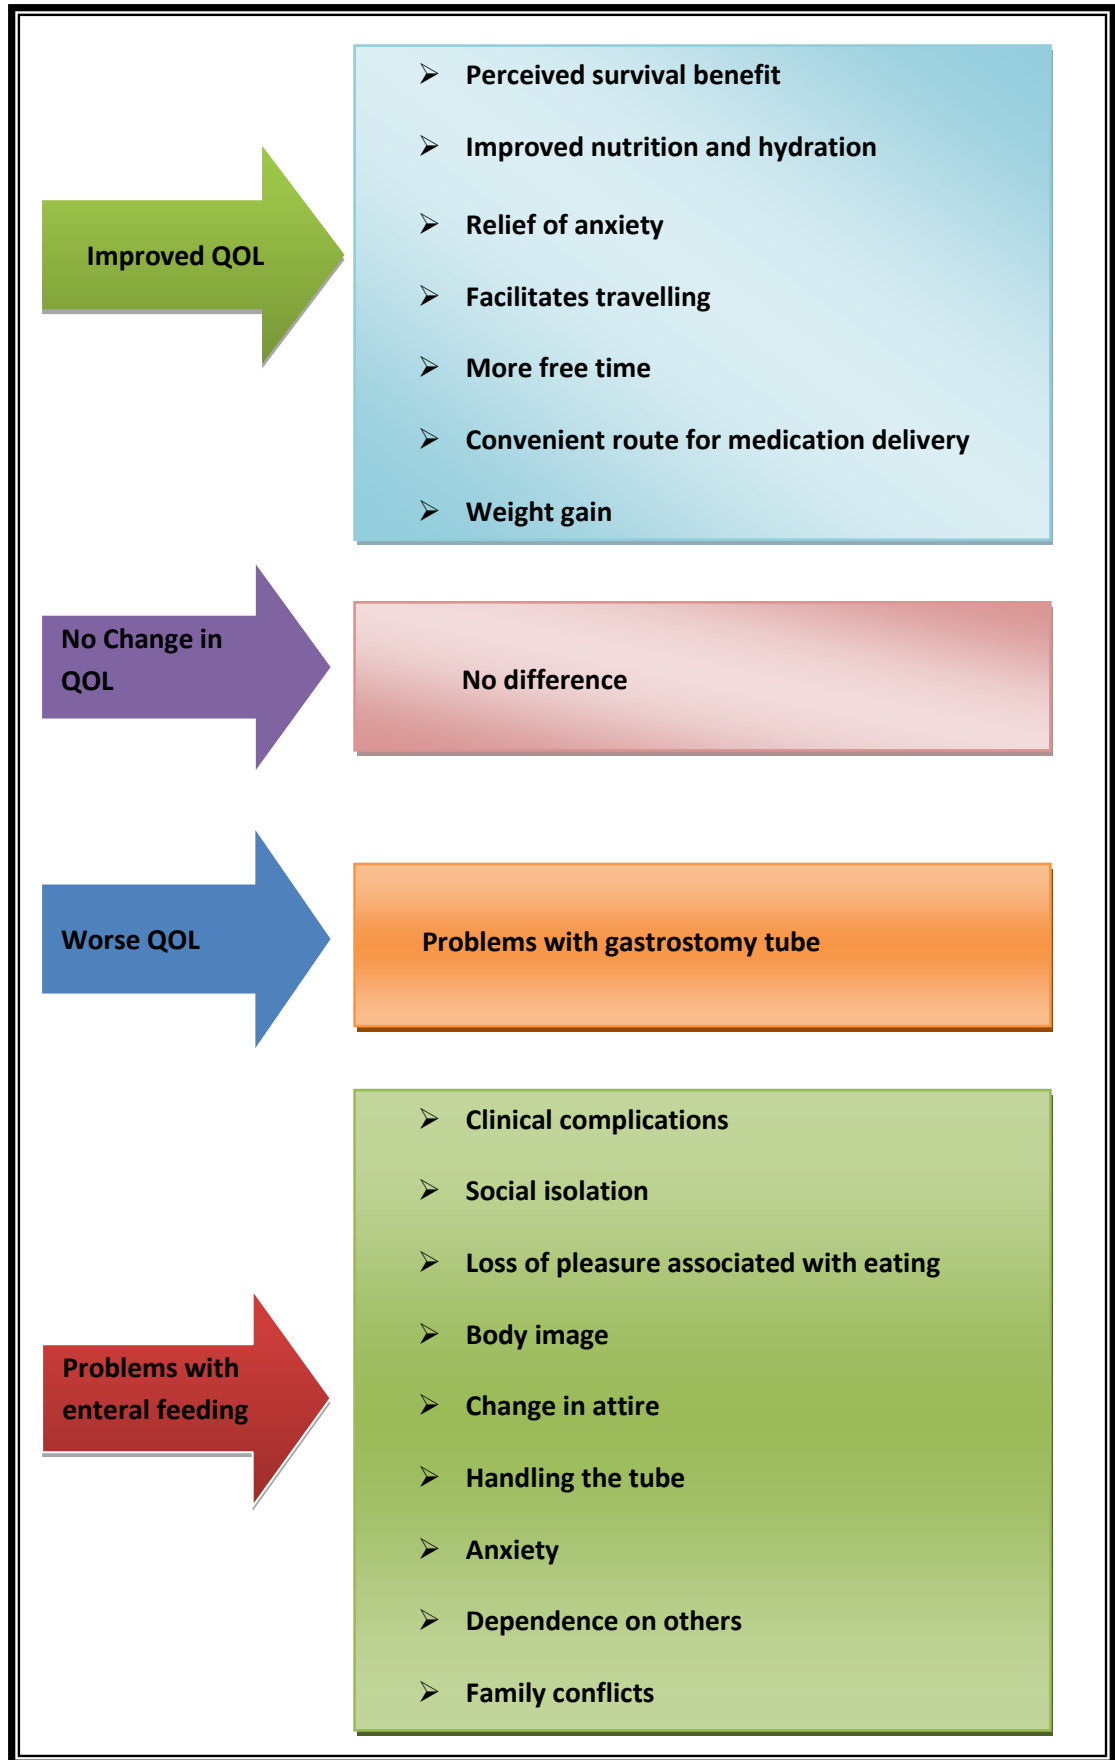 Improved QOL
➢ Perceived survival benefit
➢ Improved nutrition and hydration
➢ Relief of anxiety
➢ Facilitates travelling
➢ More free time
➢ Convenient route for medication delivery
➢ Weight gain
No Change in
QOL
No difference
Worse QOL
Problems with gastrostomy tube
Problems with
enteral feeding
➢ Clinical complications
➢ Social isolation
➢ Loss of pleasure associated with eating
➢ Body image
➢ Change in attire
➢ Handling the tube
➢ Anxiety
➢ Dependence on others
➢ Family conflicts